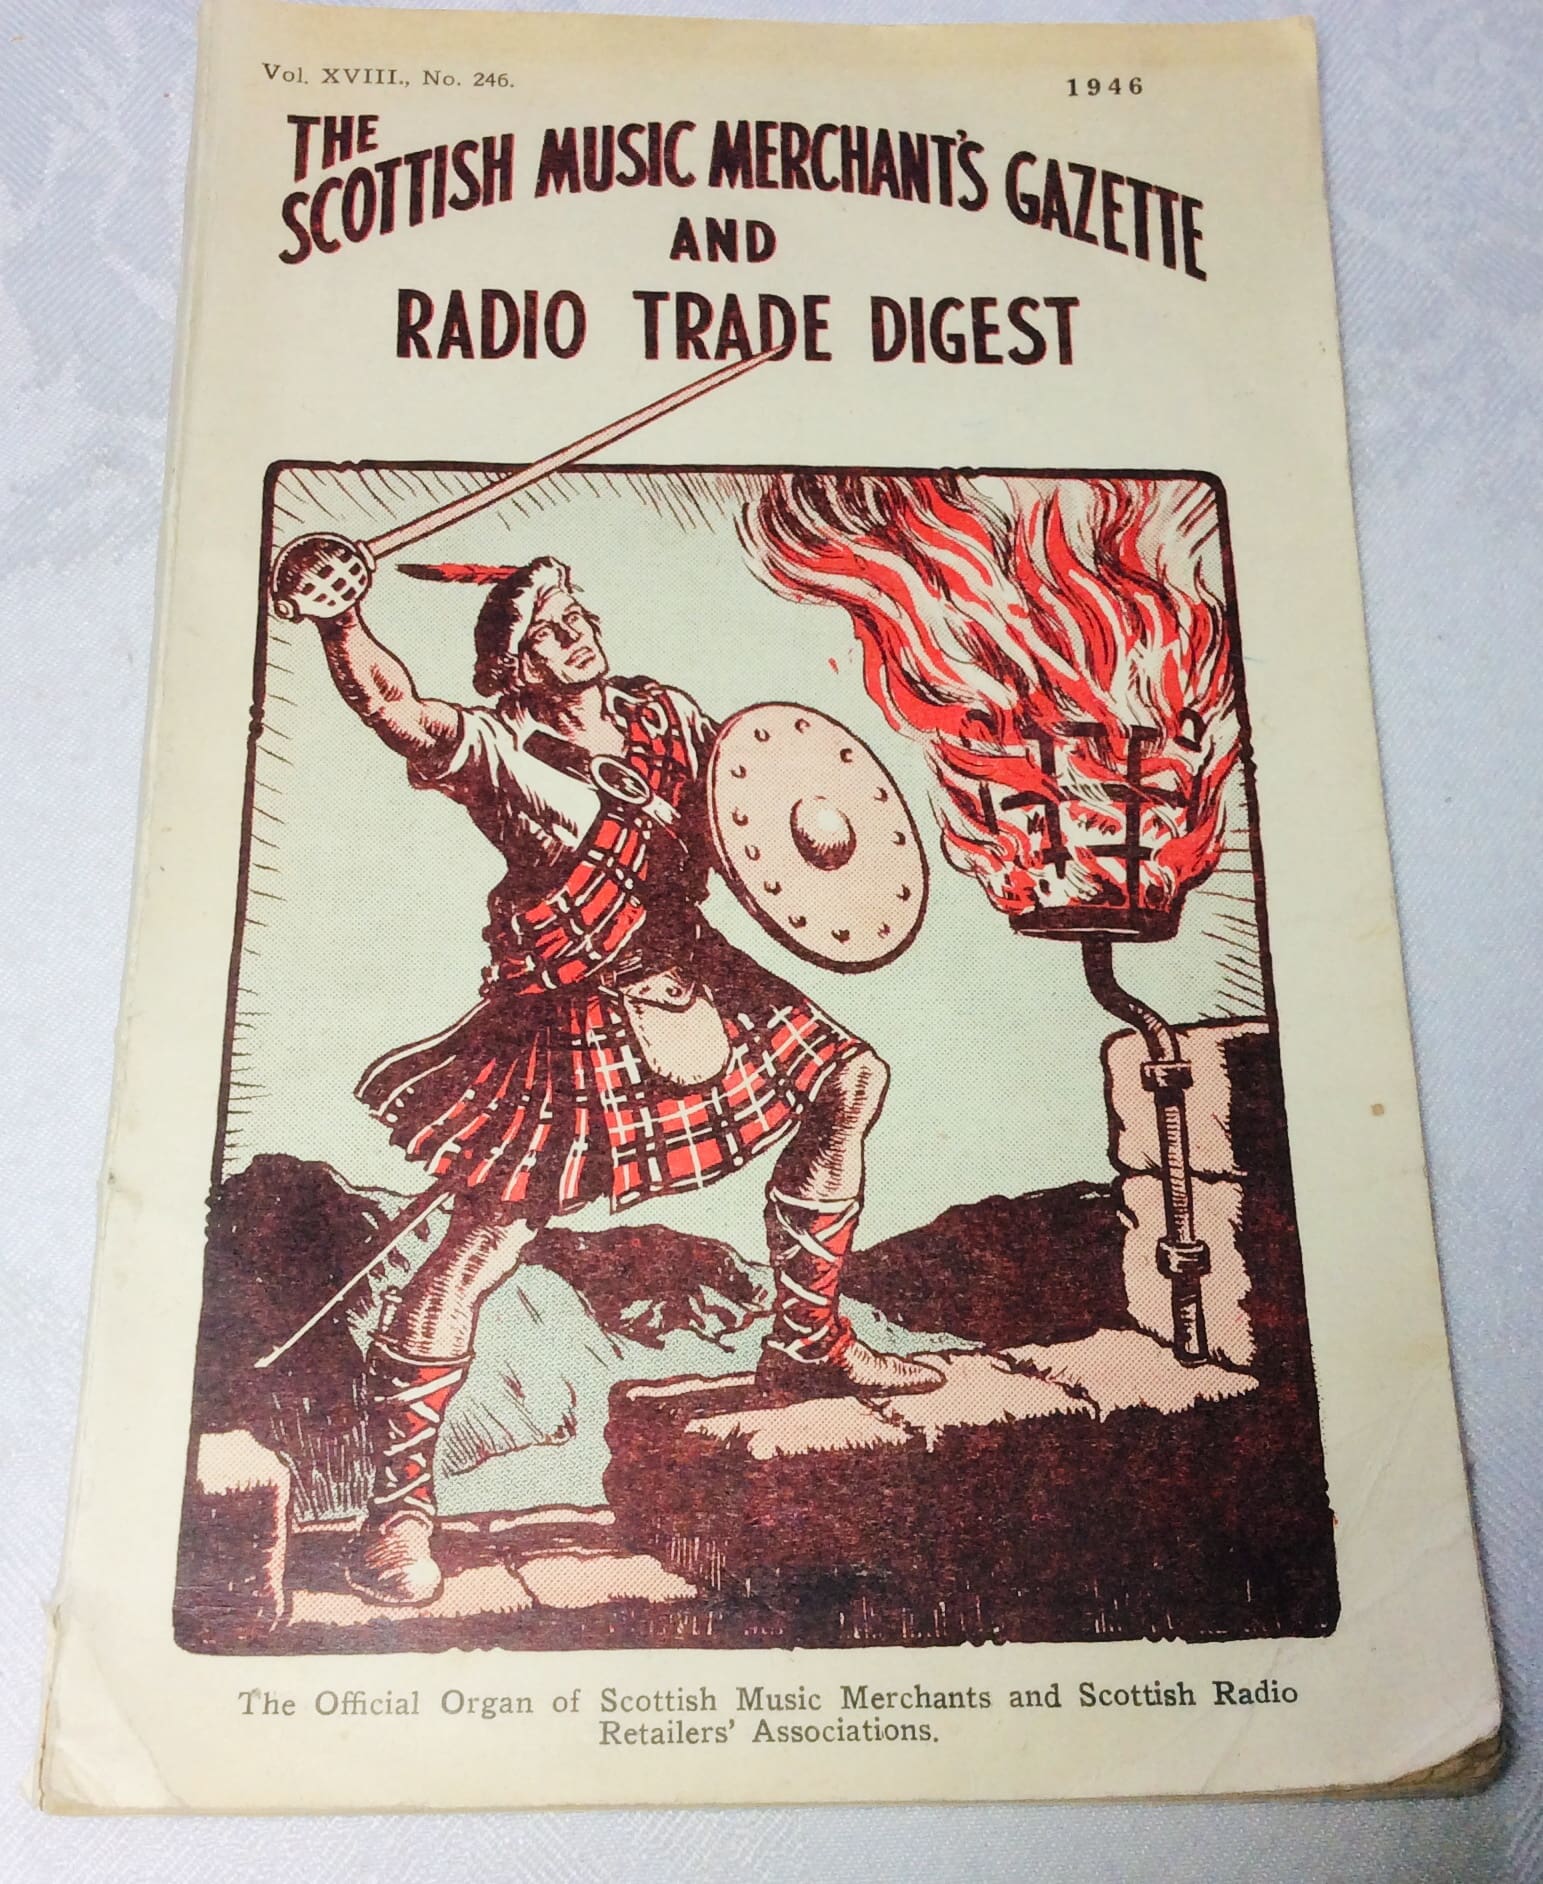 Vol. XVIII., No. 246.
1946
THE
SCOTTISH MUSIC MERCHANT'S GAZETTE
AND
RADIO TRADE DIGEST
The Official Organ of Scottish Music Merchants and Scottish Radio
Retailers' Associations.